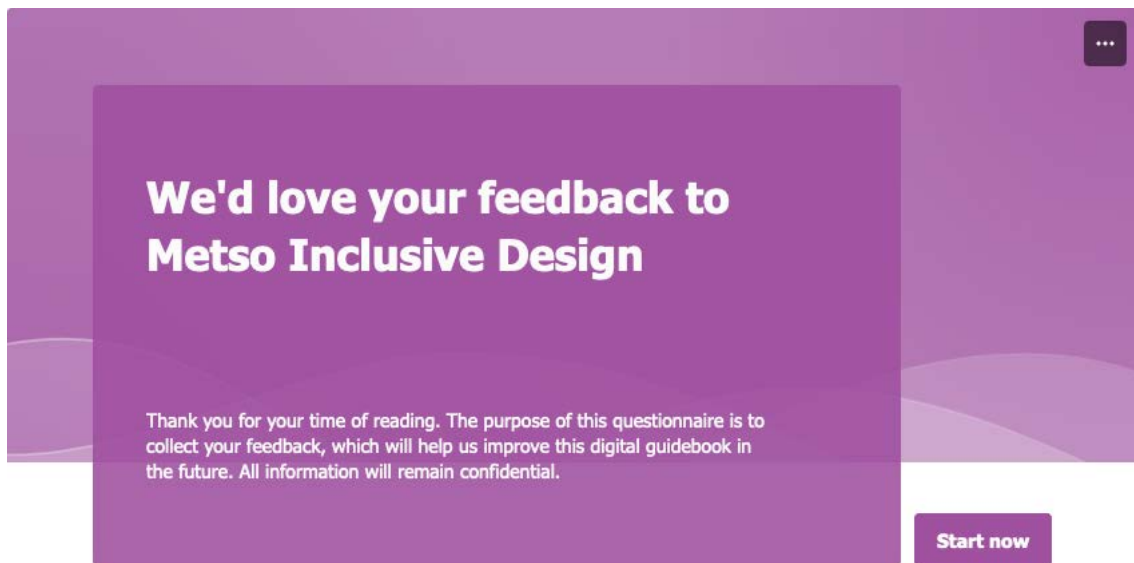 We'd love your feedback to
Metso Inclusive Design
Thank you for your time of reading. The purpose of this questionnaire is to
collect your feedback, which will help us improve this digital guidebook in
the future. All information will remain confidential.
Start now